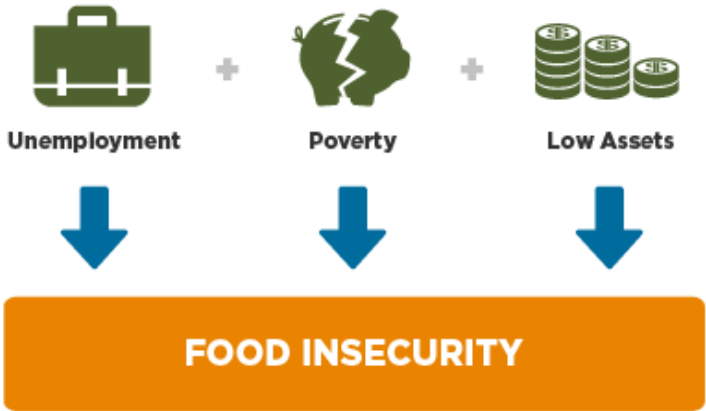 Unemployment
+
Poverty
+
Low Assets
FOOD INSECURITY